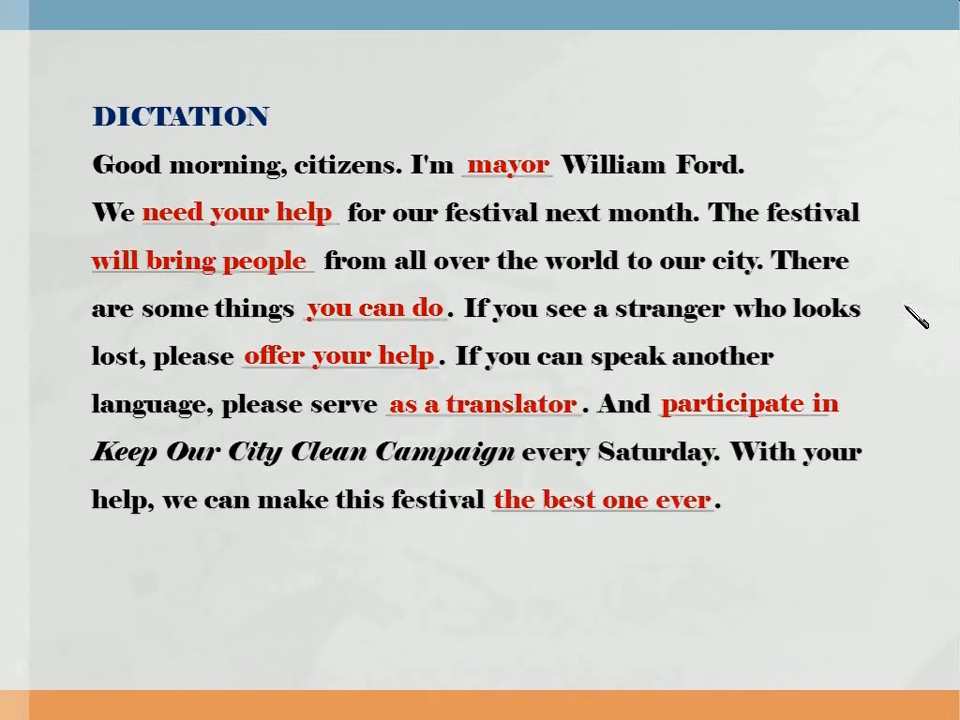 DICTATION
Good morning, citizens. I'm mayor William Ford.
We need your help for our festival next month. The festival
will bring people from all over the world to our city. There
are some things you can do. If you see a stranger who looks
lost, please offer your help. If you can speak another
language, please serve as a translator. And participate in
Keep Our City Clean Campaign every Saturday. With your
help, we can make this festival the best one ever.